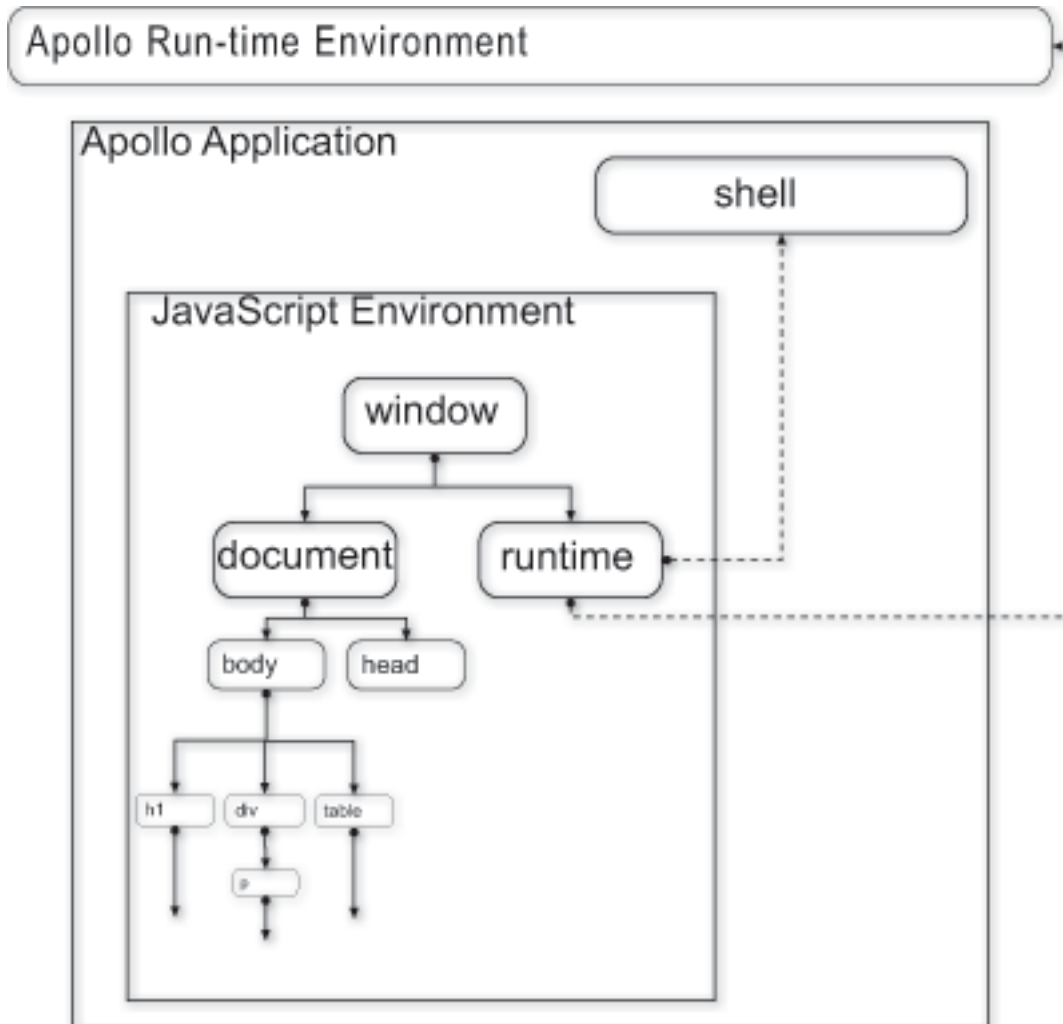 Apollo Run-time Environment
Apollo Application
shell
JavaScript Environment
window
document
runtime
body
head
h1
div
table
p